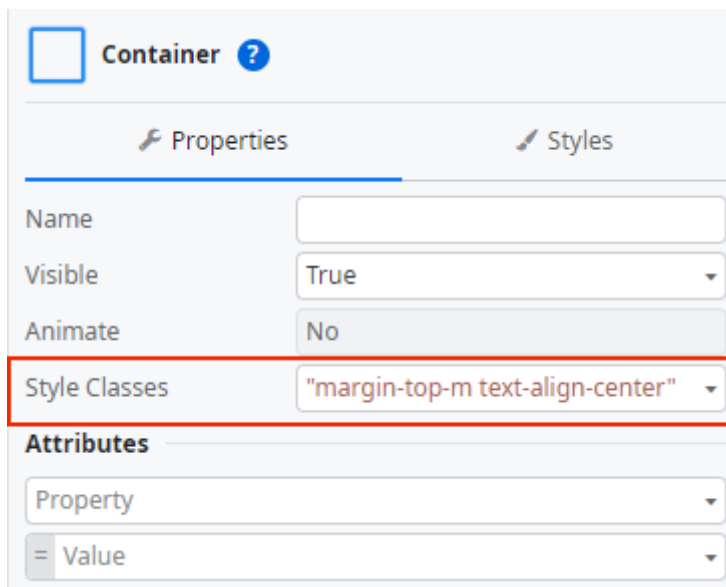 Container ?
Properties Styles
Name
Visible True
Animate No
Style Classes "margin-top-m text-align-center"
Attributes
Property
= Value